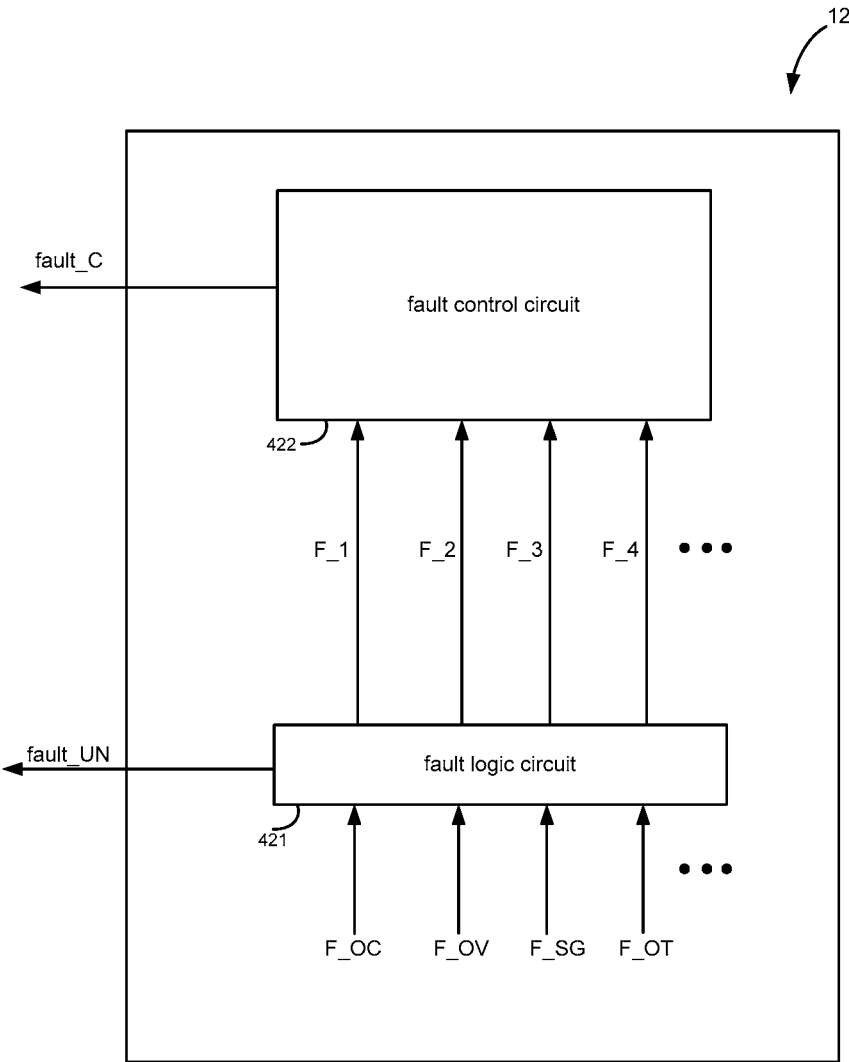 12
fault_C
fault control circuit
422
F_1
F_2
F_3
F_4
fault_UN
fault logic circuit
421
F_OC
F_OV
F_SG
F_OT